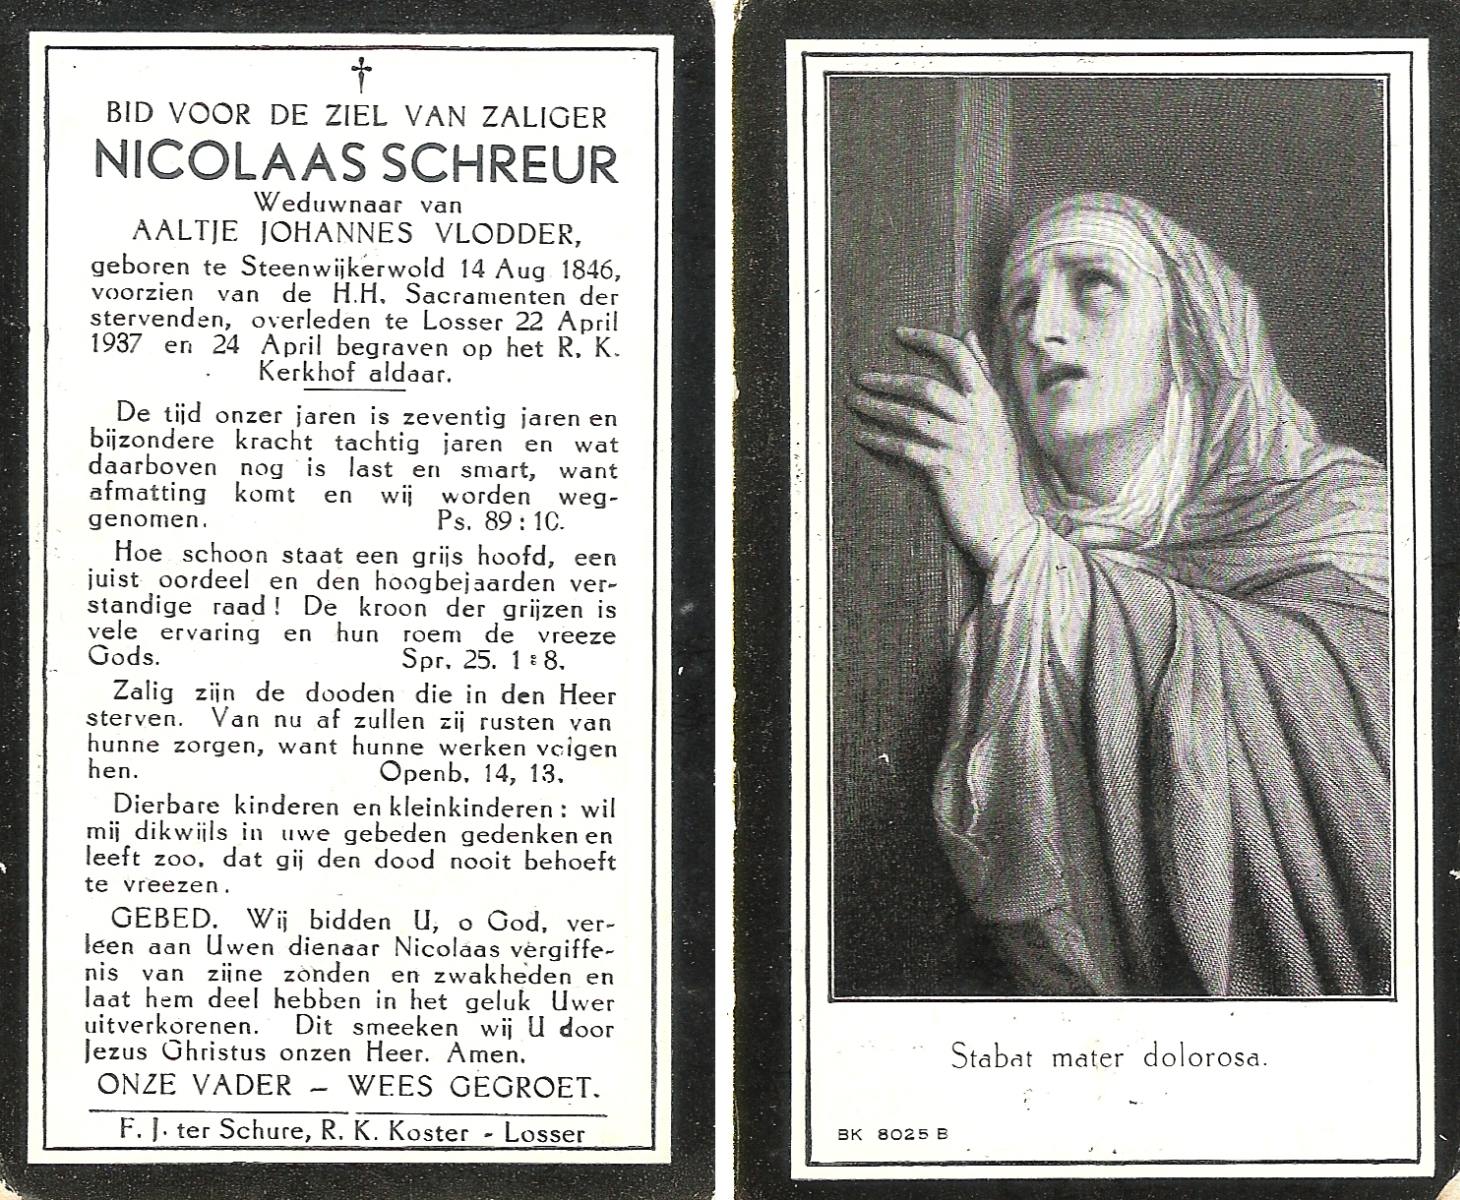 BID VOOR DE ZIEL VAN ZALIGER
NICOLAAS SCHREUR
Weduwnaar van
AALTJE JOHANNES VLODDER,
geboren te Steenwijkerwold 14 Aug 1846,
voorzien van de H.H. Sacramenten der
stervenden, overleden te Losser 22 April
1937 en 24 April begraven op het R. K.
Kerkhof aldaar.
De tijd onzer jaren is zeventig jaren en
bijzondere kracht tachtig jaren en wat
daarboven nog is last en smart, want
afmatting komt en wij worden weg-
genomen. Ps. 89 : 10.
Hoe schoon staat een grijs hoofd, een
juist oordeel en den hoogbejaarden ver-
standige raad! De kroon der grijzen is
vele ervaring en hun roem de vreeze
Gods. Spr. 25. 1 : 8.
Zalig zijn de dooden die in den Heer
sterven. Van nu af zullen zij rusten van
hunne zorgen, want hunne werken volgen
hen. Openb. 14, 13.
Dierbare kinderen en kleinkinderen : wil
mij dikwijls in uwe gebeden gedenken en
leeft zoo, dat gij den dood nooit behoeft
te vreezen.
GEBED. Wij bidden U, o God, ver-
leen aan Uwen dienaar Nicolaas vergiffe-
nis van zijne zonden en zwakheden en
laat hem deel hebben in het geluk Uwer
uitverkorenen. Dit smeeken wij U door
Jezus Christus onzen Heer. Amen.
ONZE VADER – WEES GEGROET.
F. J. ter Schure, R. K. Koster - Losser
Stabat mater dolorosa.
BK 8025 B